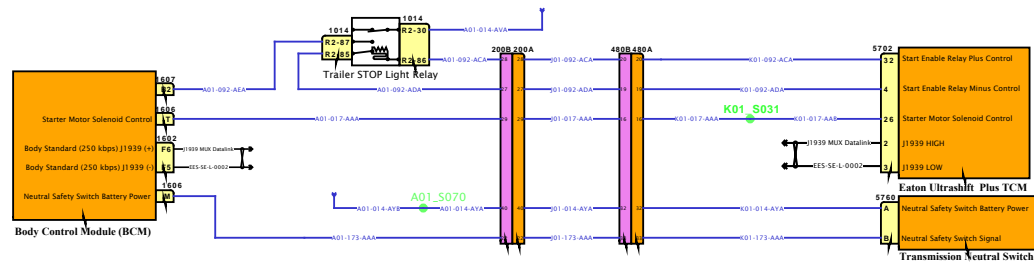 1014
1014
R2-87
R2-85
R2-30
R2-86
A01-014-AVA
Trailer STOP Light Relay
A01-092-ACA
A01-092-ADA
A01-092-AEA
200B
200A
480B
480A
28
28
20
20
27
27
19
19
29
29
16
16
40
40
32
32
33
33
J01-092-ACA
J01-092-ADA
J01-017-AAA
J01-014-AYA
J01-173-AAA
K01-092-ACA
K01-092-ADA
K01_S031
K01-017-AAA
K01-017-AAB
K01-014-AYA
K01-173-AAA
1607
B2
1606
Starter Motor Solenoid Control
A01-017-AAA
1602
Body Standard (250 kbps) J1939 (+)
F6
J1939 MUX Datalink
Body Standard (250 kbps) J1939 (-)
F5
EES-SE-L-0002
1606
Neutral Safety Switch Battery Power
M
Body Control Module (BCM)
A01_S070
A01-014-AYB
A01-014-AYA
A01-173-AAA
5702
32
Start Enable Relay Plus Control
4
Start Enable Relay Minus Control
26
Starter Motor Solenoid Control
J1939 MUX Datalink
2
J1939 HIGH
EES-SE-L-0002
3
J1939 LOW
Eaton Ultrashift Plus TCM
5760
A
Neutral Safety Switch Battery Power
B
Neutral Safety Switch Signal
Transmission Neutral Switch